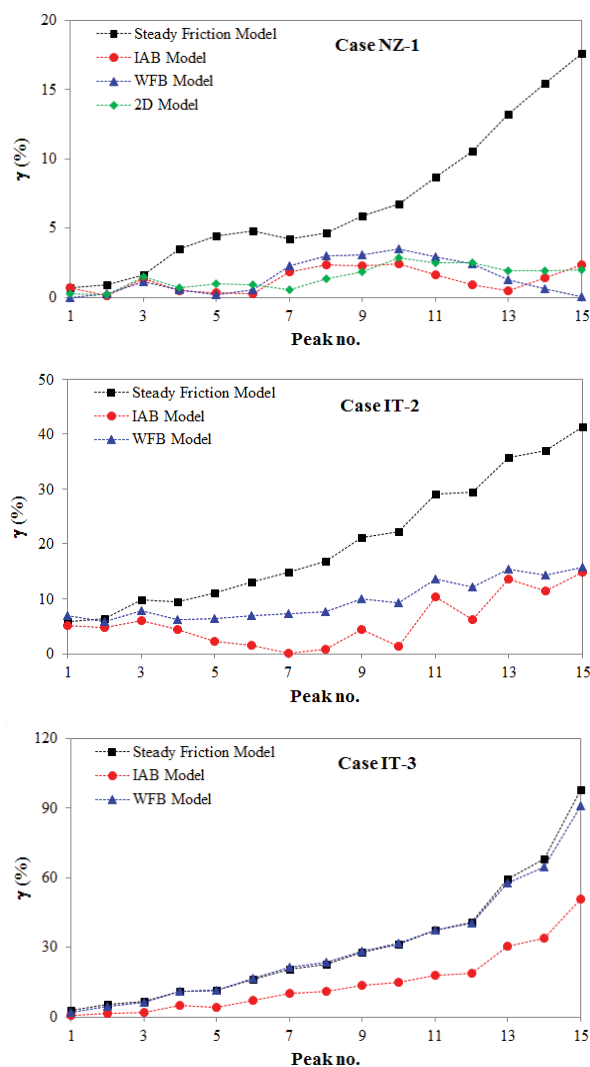 Case NZ-1
Steady Friction Model
IAB Model
WFB Model
2D Model
20
15
10
5
0
γ (%)
1 3 5 7 9 11 13 15
Peak no.
Case IT-2
Steady Friction Model
IAB Model
WFB Model
50
40
30
20
10
0
γ (%)
1 3 5 7 9 11 13 15
Peak no.
Case IT-3
Steady Friction Model
IAB Model
WFB Model
120
90
60
30
0
γ (%)
1 3 5 7 9 11 13 15
Peak no.